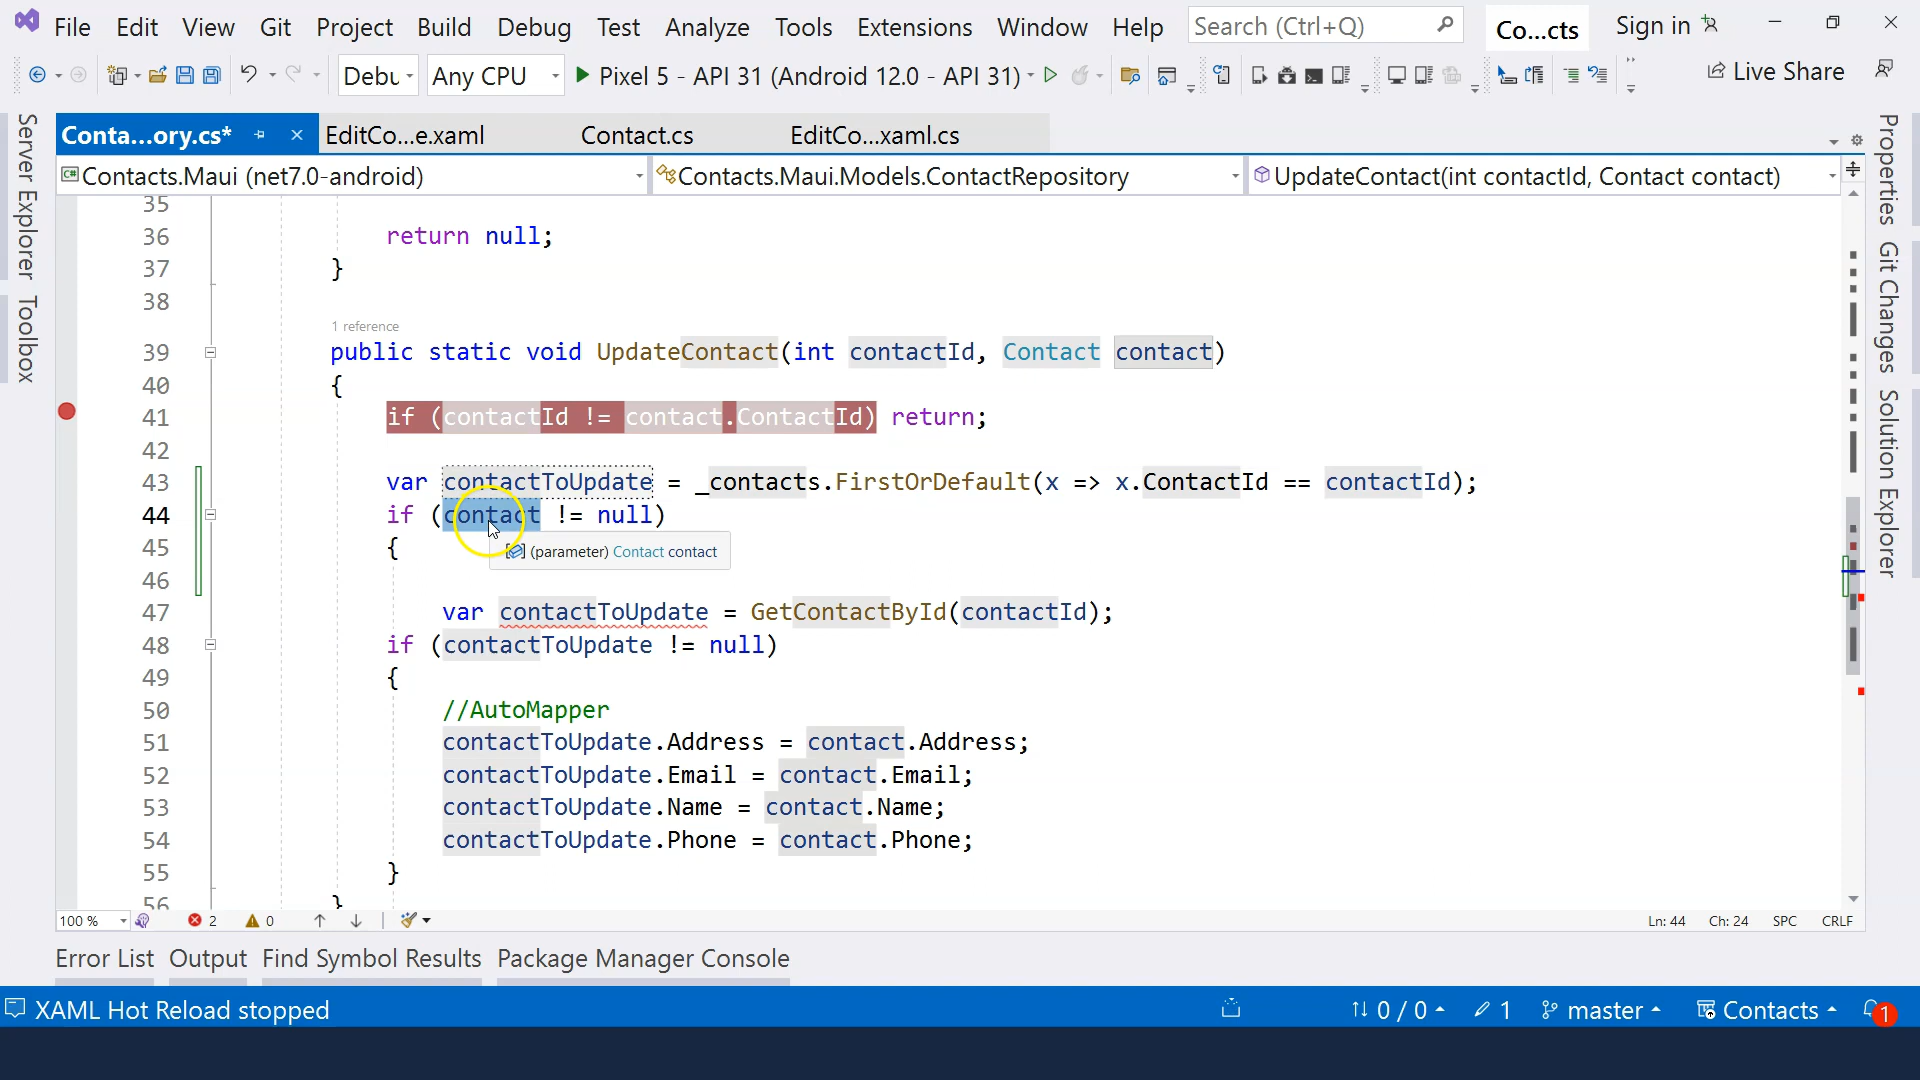 File Edit View Git Project Build Debug Test Analyze Tools Extensions Window Help Search (Ctrl+Q) Co...cts Sign in
Debu Any CPU Pixel 5 - API 31 (Android 12.0 - API 31) Live Share
Conta...ory.cs* EditCo...e.xaml Contact.cs EditCo...xaml.cs
Contacts.Maui (net7.0-android) Contacts.Maui.Models.ContactRepository UpdateContact(int contactId, Contact contact)
Server Explorer
Toolbox
Properties
Git Changes
Solution Explorer
35
36 return null;
37 }
38
1 reference
39 public static void UpdateContact(int contactId, Contact contact)
40 {
41 if (contactId != contact.ContactId) return;
42
43 var contactToUpdate = _contacts.FirstOrDefault(x => x.ContactId == contactId);
44 if (contact != null)
45 {
(parameter) Contact contact
46
47 var contactToUpdate = GetContactById(contactId);
48 if (contactToUpdate != null)
49 {
50 //AutoMapper
51 contactToUpdate.Address = contact.Address;
52 contactToUpdate.Email = contact.Email;
53 contactToUpdate.Name = contact.Name;
54 contactToUpdate.Phone = contact.Phone;
55 }
56 }
100 % 2 0 Ln: 44 Ch: 24 SPC CRLF
Error List Output Find Symbol Results Package Manager Console
XAML Hot Reload stopped 0 / 0 1 master Contacts 1